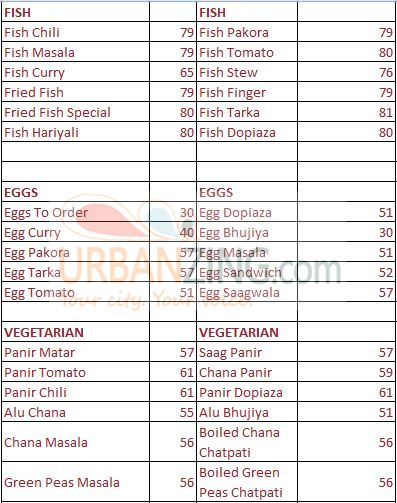 FISH FISH
Fish Chili 79 Fish Pakora 79
Fish Masala 79 Fish Tomato 80
Fish Curry 65 Fish Stew 76
Fried Fish 79 Fish Finger 79
Fried Fish Special 80 Fish Tarka 81
Fish Hariyali 80 Fish Dopiaza 80
EGGS EGGS
Eggs To Order 30 Egg Dopiaza 51
Egg Curry 40 Egg Bhujiya 30
Egg Pakora 57 Egg Masala 51
Egg Tarka 57 Egg Sandwich 52
Egg Tomato 51 Egg Saagwala 57
URBANZING.com
Your city. Your voice.
VEGETARIAN VEGETARIAN
Panir Matar 57 Saag Panir 57
Panir Tomato 61 Chana Panir 59
Panir Chili 61 Panir Dopiaza 61
Alu Chana 55 Alu Bhujiya 51
Chana Masala 56 Boiled Chana
Chatpati 56
Green Peas Masala 56 Boiled Green
Peas Chatpati 56